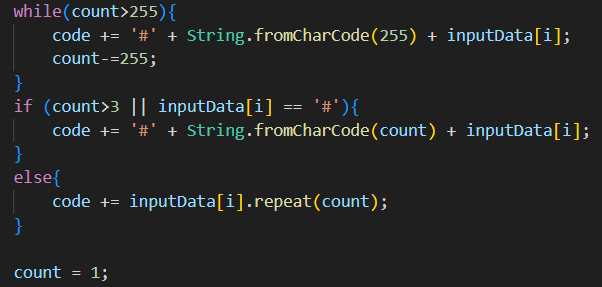 while(count>255){
    code += '#' + String.fromCharCode(255) + inputData[i];
    count-=255;
}
if (count>3 || inputData[i] == '#'){
    code += '#' + String.fromCharCode(count) + inputData[i];
}
else{
    code += inputData[i].repeat(count);
}

count = 1;